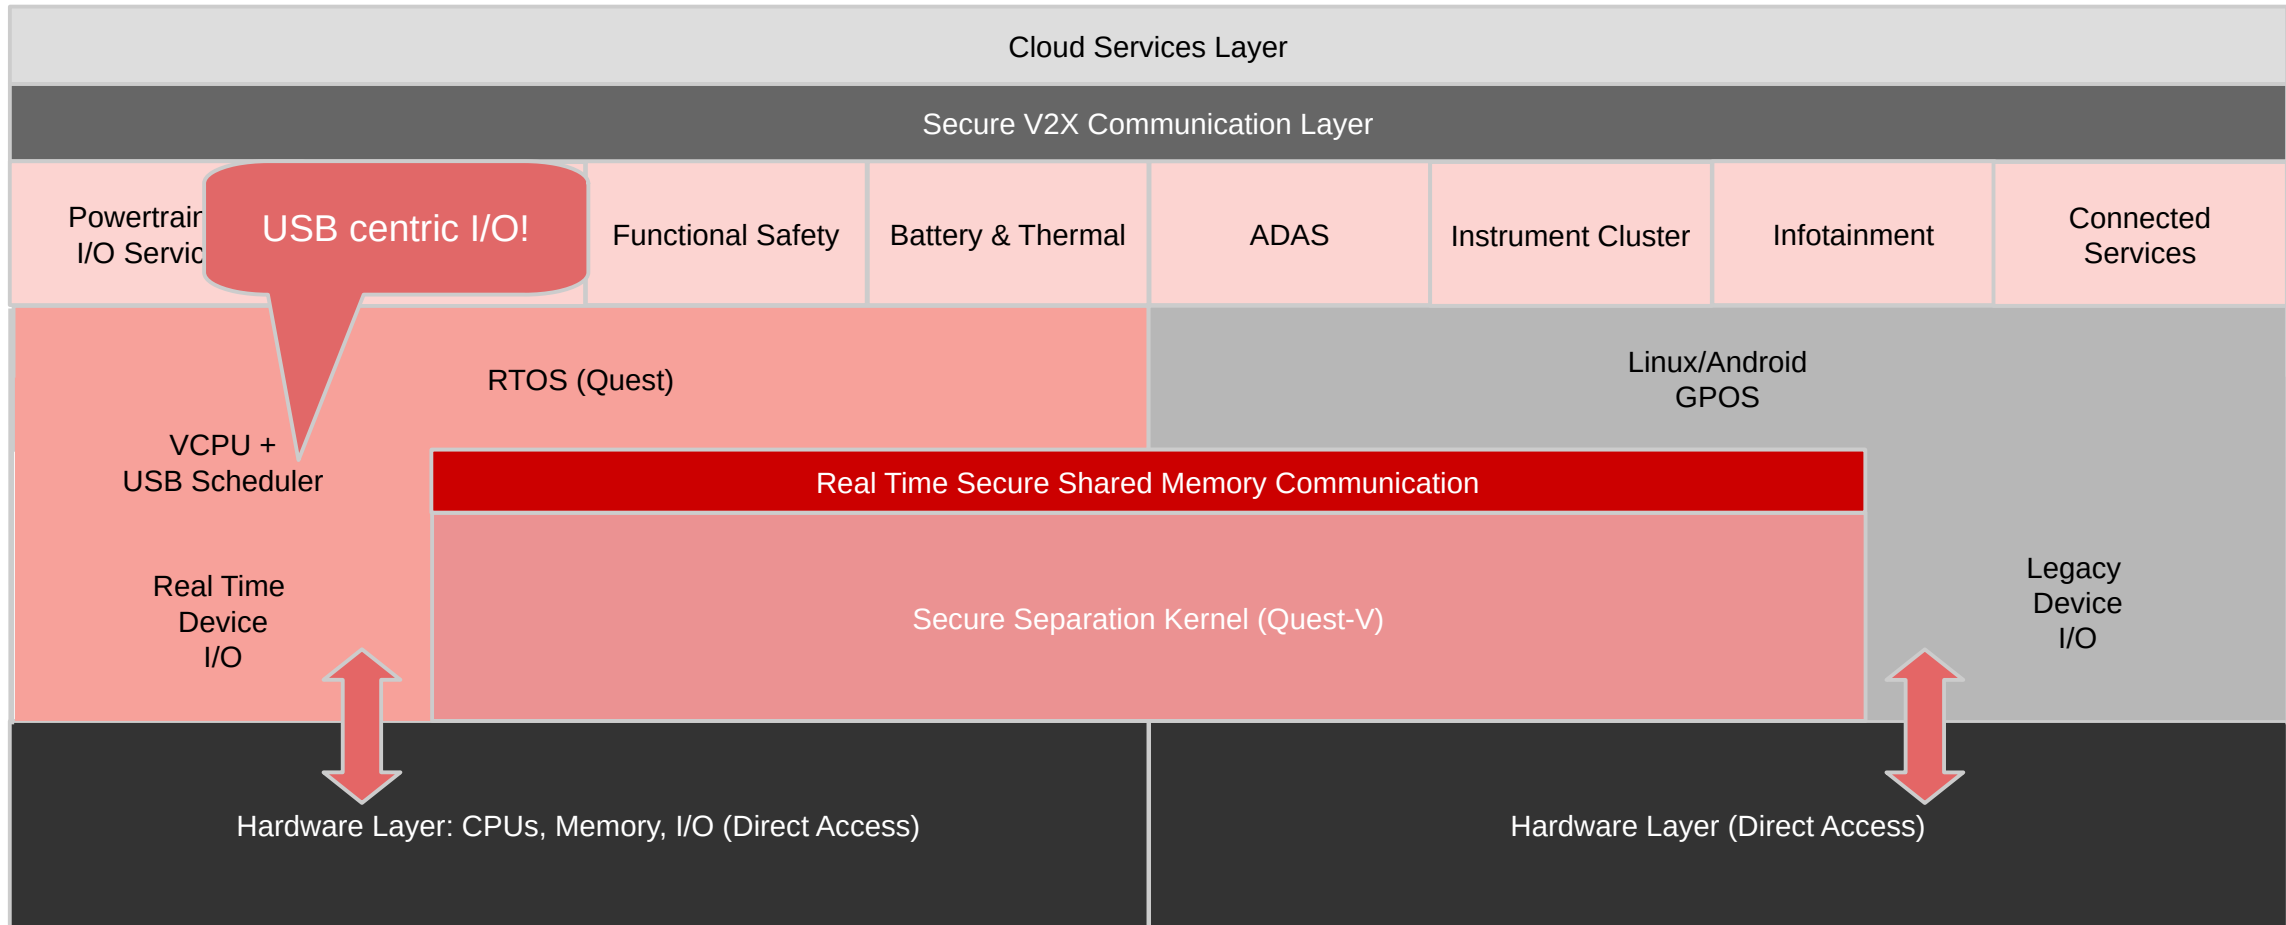 Cloud Services Layer
Secure V2X Communication Layer
Powertrain
I/O
USB centric I/O!
Functional Safety
Battery & Thermal
ADAS
Instrument Cluster
Infotainment
Connected
Services
RTOS (Quest)
Linux/Android
GPOS
VCPU +
USB Scheduler
Real Time Secure Shared Memory Communication
Real Time
Device
I/O
Secure Separation Kernel (Quest-V)
Legacy
Device
I/O
Hardware Layer: CPUs, Memory, I/O (Direct Access)
Hardware Layer (Direct Access)